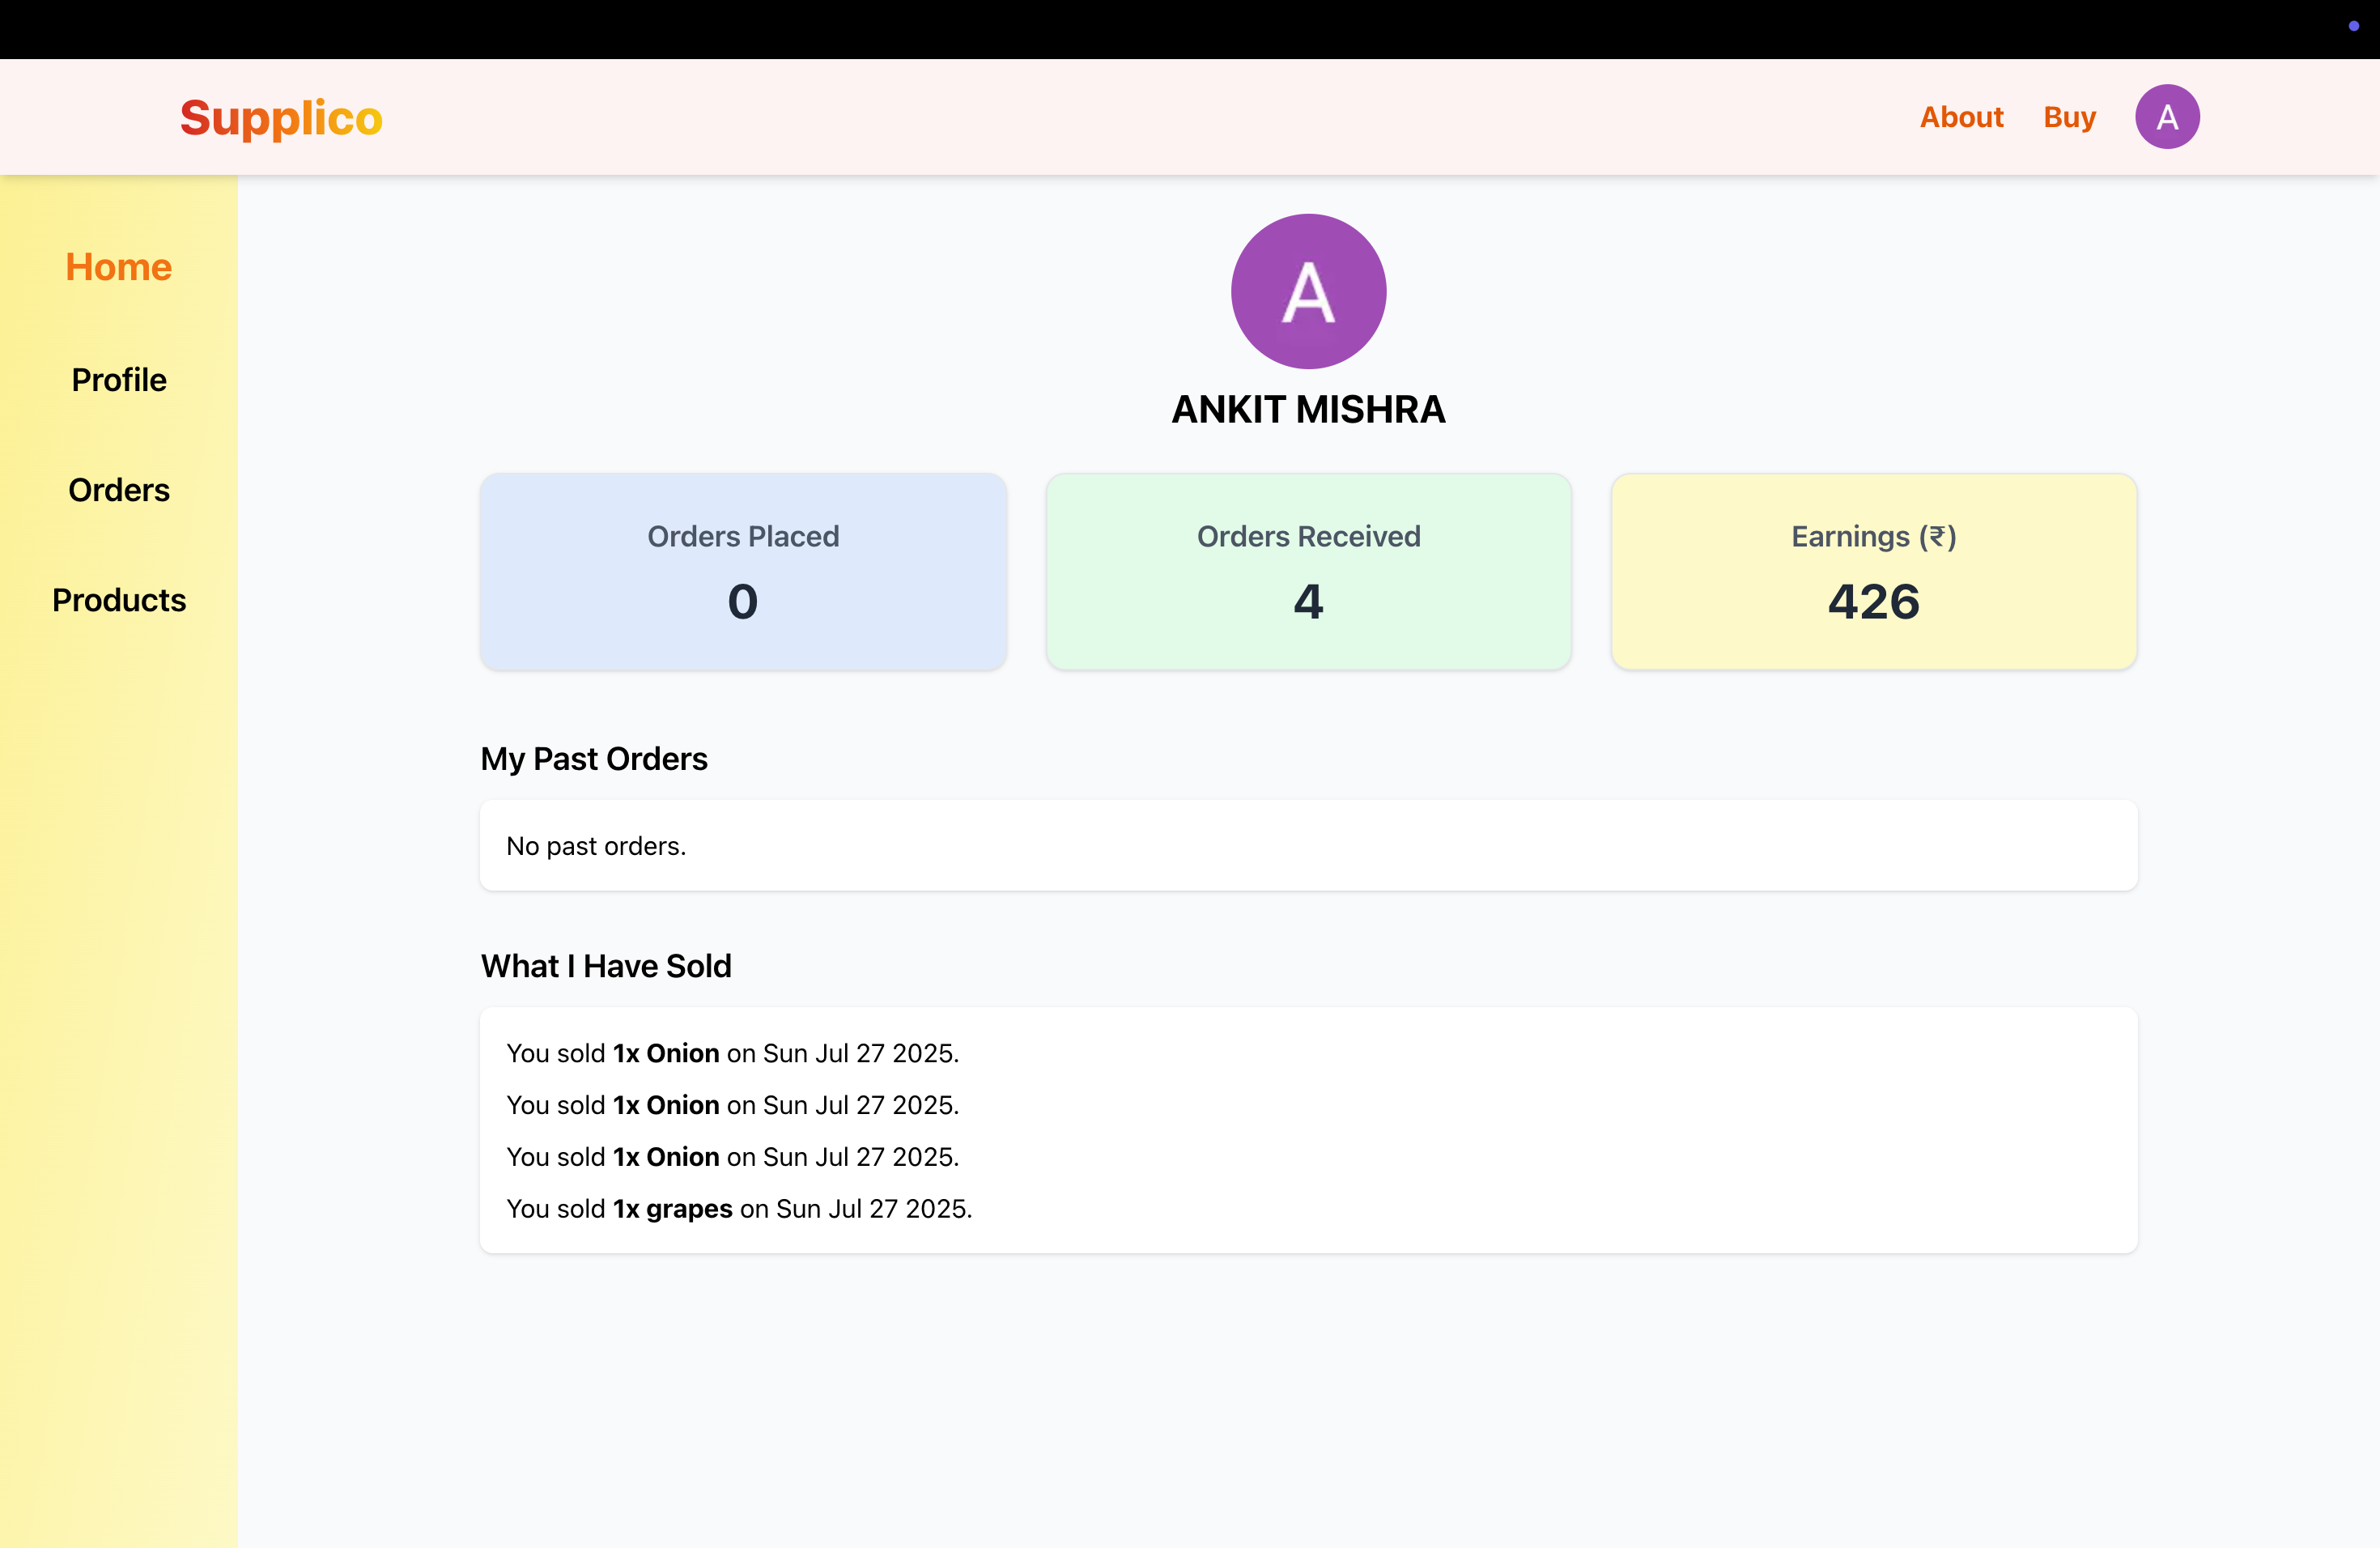 Supplico
About
Buy
A
Home
Profile
Orders
Products
A
ANKIT MISHRA
Orders Placed
0
Orders Received
4
Earnings (₹)
426
My Past Orders
No past orders.
What I Have Sold
You sold 1x Onion on Sun Jul 27 2025.
You sold 1x Onion on Sun Jul 27 2025.
You sold 1x Onion on Sun Jul 27 2025.
You sold 1x grapes on Sun Jul 27 2025.